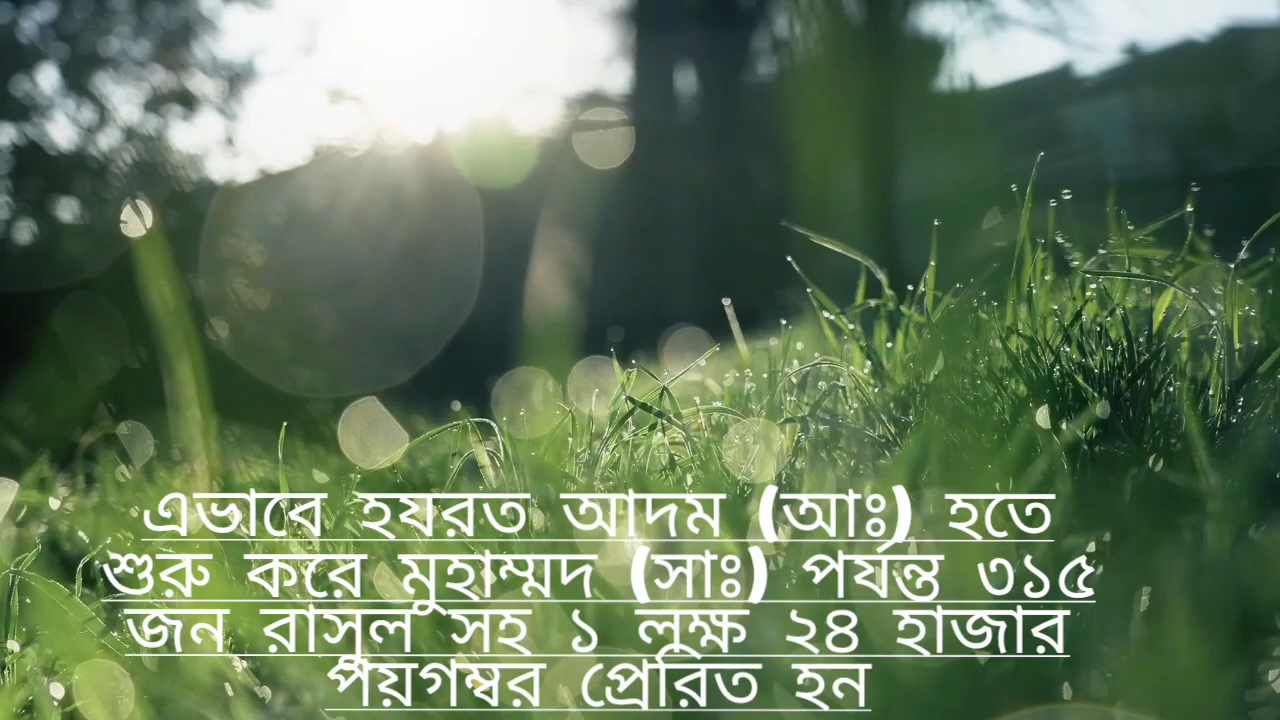 এভাবে হযরত আদম (আঃ) হতে
শুরু করে মুহাম্মদ (সাঃ) পর্যন্ত ৩১৫
জন রাসুল সহ ১ লক্ষ ২৪ হাজার
পয়গম্বর প্রেরিত হন